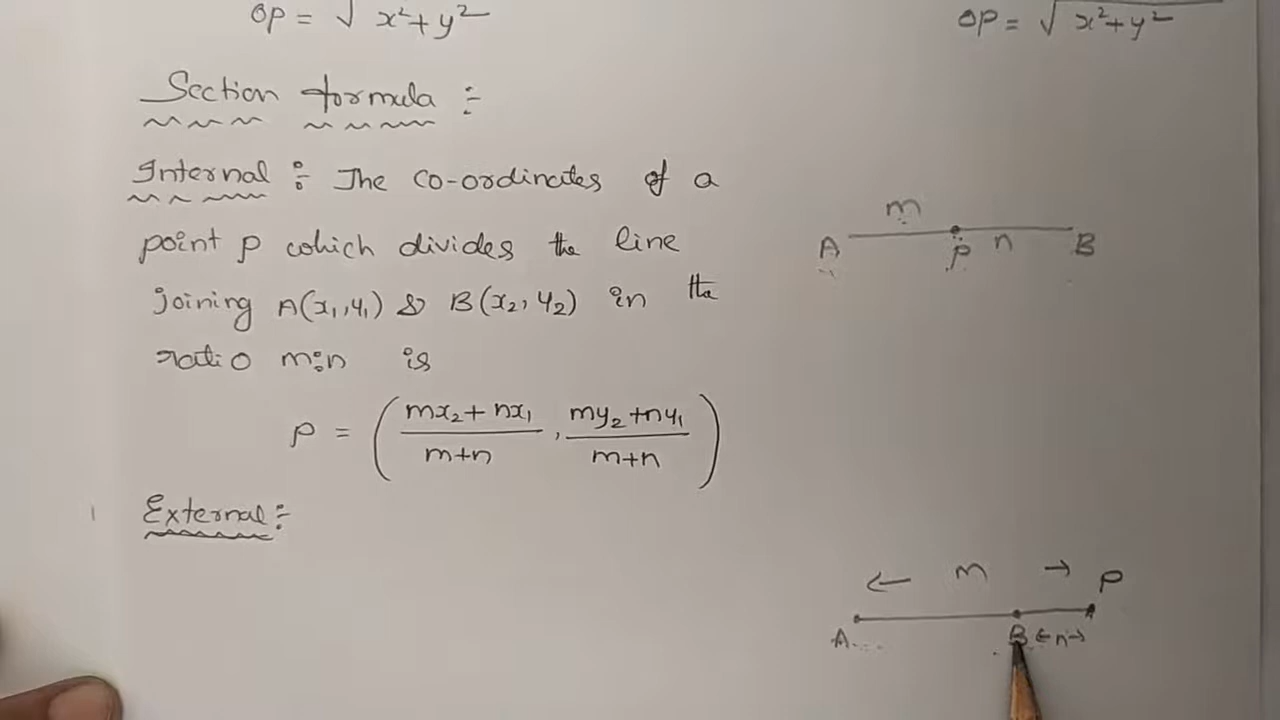 OP = √x²+y² OP = √x²+y²
Section formula :-
Internal :- The co-ordinates of a
point P which divides the line
joining A(x₁,y₁) & B(x₂,y₂) in the
ratio m:n is
P = ( mx₂+nx₁ / m+n , my₂+ny₁ / m+n )
External :-
m
A P n B
← m → P
A B ←n→